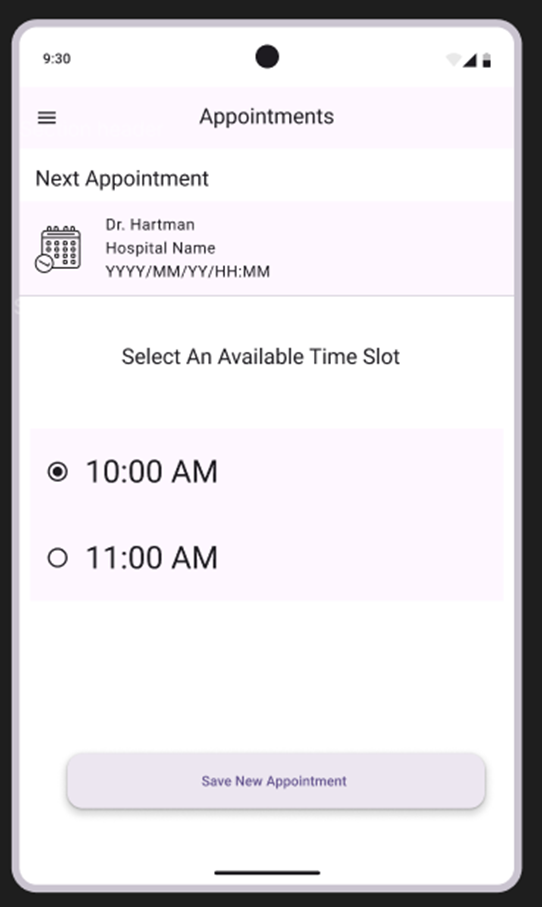 9:30
Appointments
Next Appointment
Dr. Hartman
Hospital Name
YYYY/MM/YY/HH:MM
Select An Available Time Slot
10:00 AM
11:00 AM
Save New Appointment